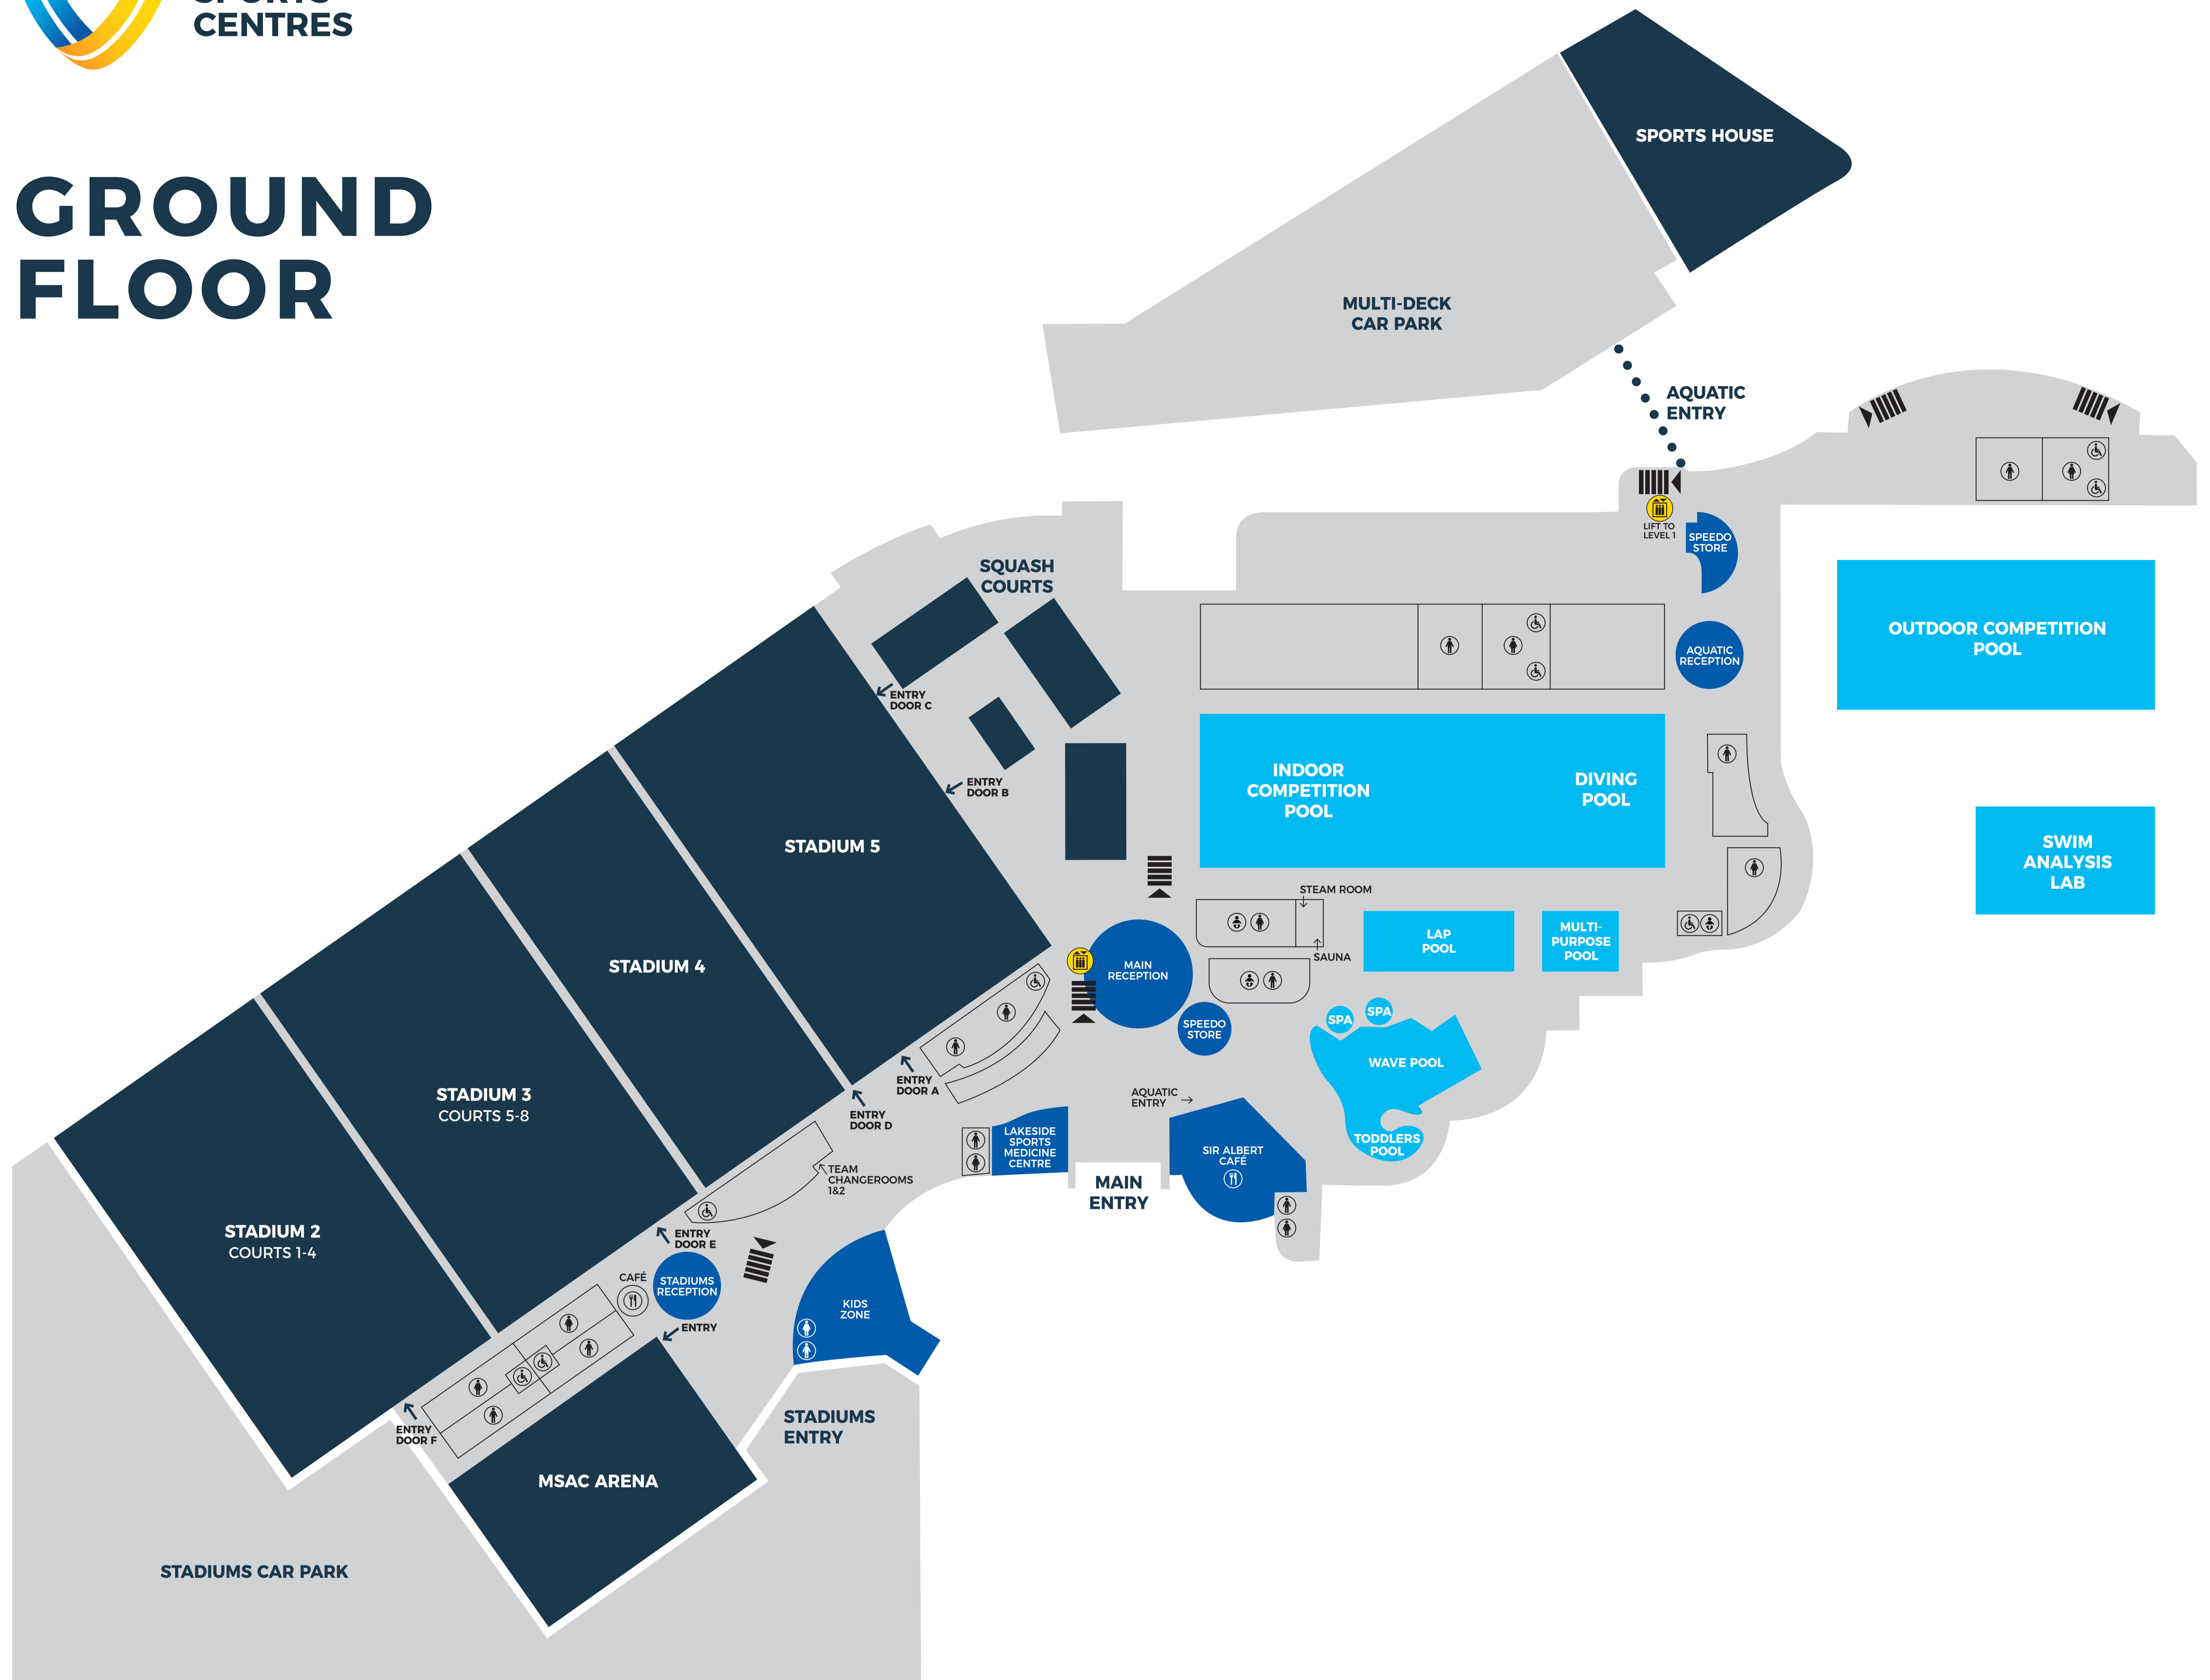 CENTRES
GROUND
FLOOR
SPORTS HOUSE
MULTI-DECK
CAR PARK
AQUATIC
ENTRY
LIFT TO
LEVEL 1
SPEEDO
STORE
SQUASH
COURTS
AQUATIC
RECEPTION
OUTDOOR COMPETITION
POOL
ENTRY
DOOR C
ENTRY
DOOR B
INDOOR
COMPETITION
POOL
DIVING
POOL
STADIUM 5
SWIM
ANALYSIS
LAB
STEAM ROOM
SAUNA
LAP
POOL
MULTI-
PURPOSE
POOL
STADIUM 4
MAIN
RECEPTION
SPEEDO
STORE
SPA
SPA
WAVE POOL
TODDLERS
POOL
ENTRY
DOOR A
ENTRY
DOOR D
AQUATIC
ENTRY
STADIUM 3
COURTS 5-8
LAKESIDE
SPORTS
MEDICINE
CENTRE
SIR ALBERT
CAFÉ
MAIN
ENTRY
TEAM
CHANGEROOMS
1&2
STADIUM 2
COURTS 1-4
ENTRY
DOOR E
CAFÉ
STADIUMS
RECEPTION
KIDS
ZONE
ENTRY
ENTRY
DOOR F
STADIUMS
ENTRY
MSAC ARENA
STADIUMS CAR PARK